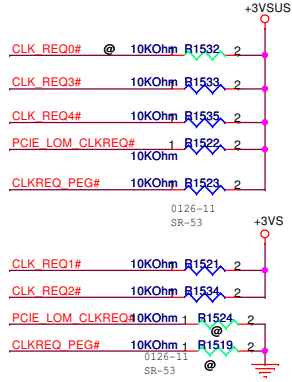 +3VSUS
CLK_REQ0# @ 10KOhm R1532 2
CLK_REQ3# 10KOhm 1 R1533 2
CLK_REQ4# 10KOhm 1 R1535 2
PCIE_LOM_CLKREQ# 1 R1522 2
10KOhm
CLKREQ_PEG# 10KOhm 1 R1523 2
0126-11
SR-53
+3VS
CLK_REQ1# 10KOhm 1 R1521 2
CLK_REQ2# 10KOhm 1 R1534 2
PCIE_LOM_CLKREQ# 10KOhm 1 R1524 2
@
CLKREQ_PEG# 10KOhm 1 R1519 2
0126-11 @
SR-53